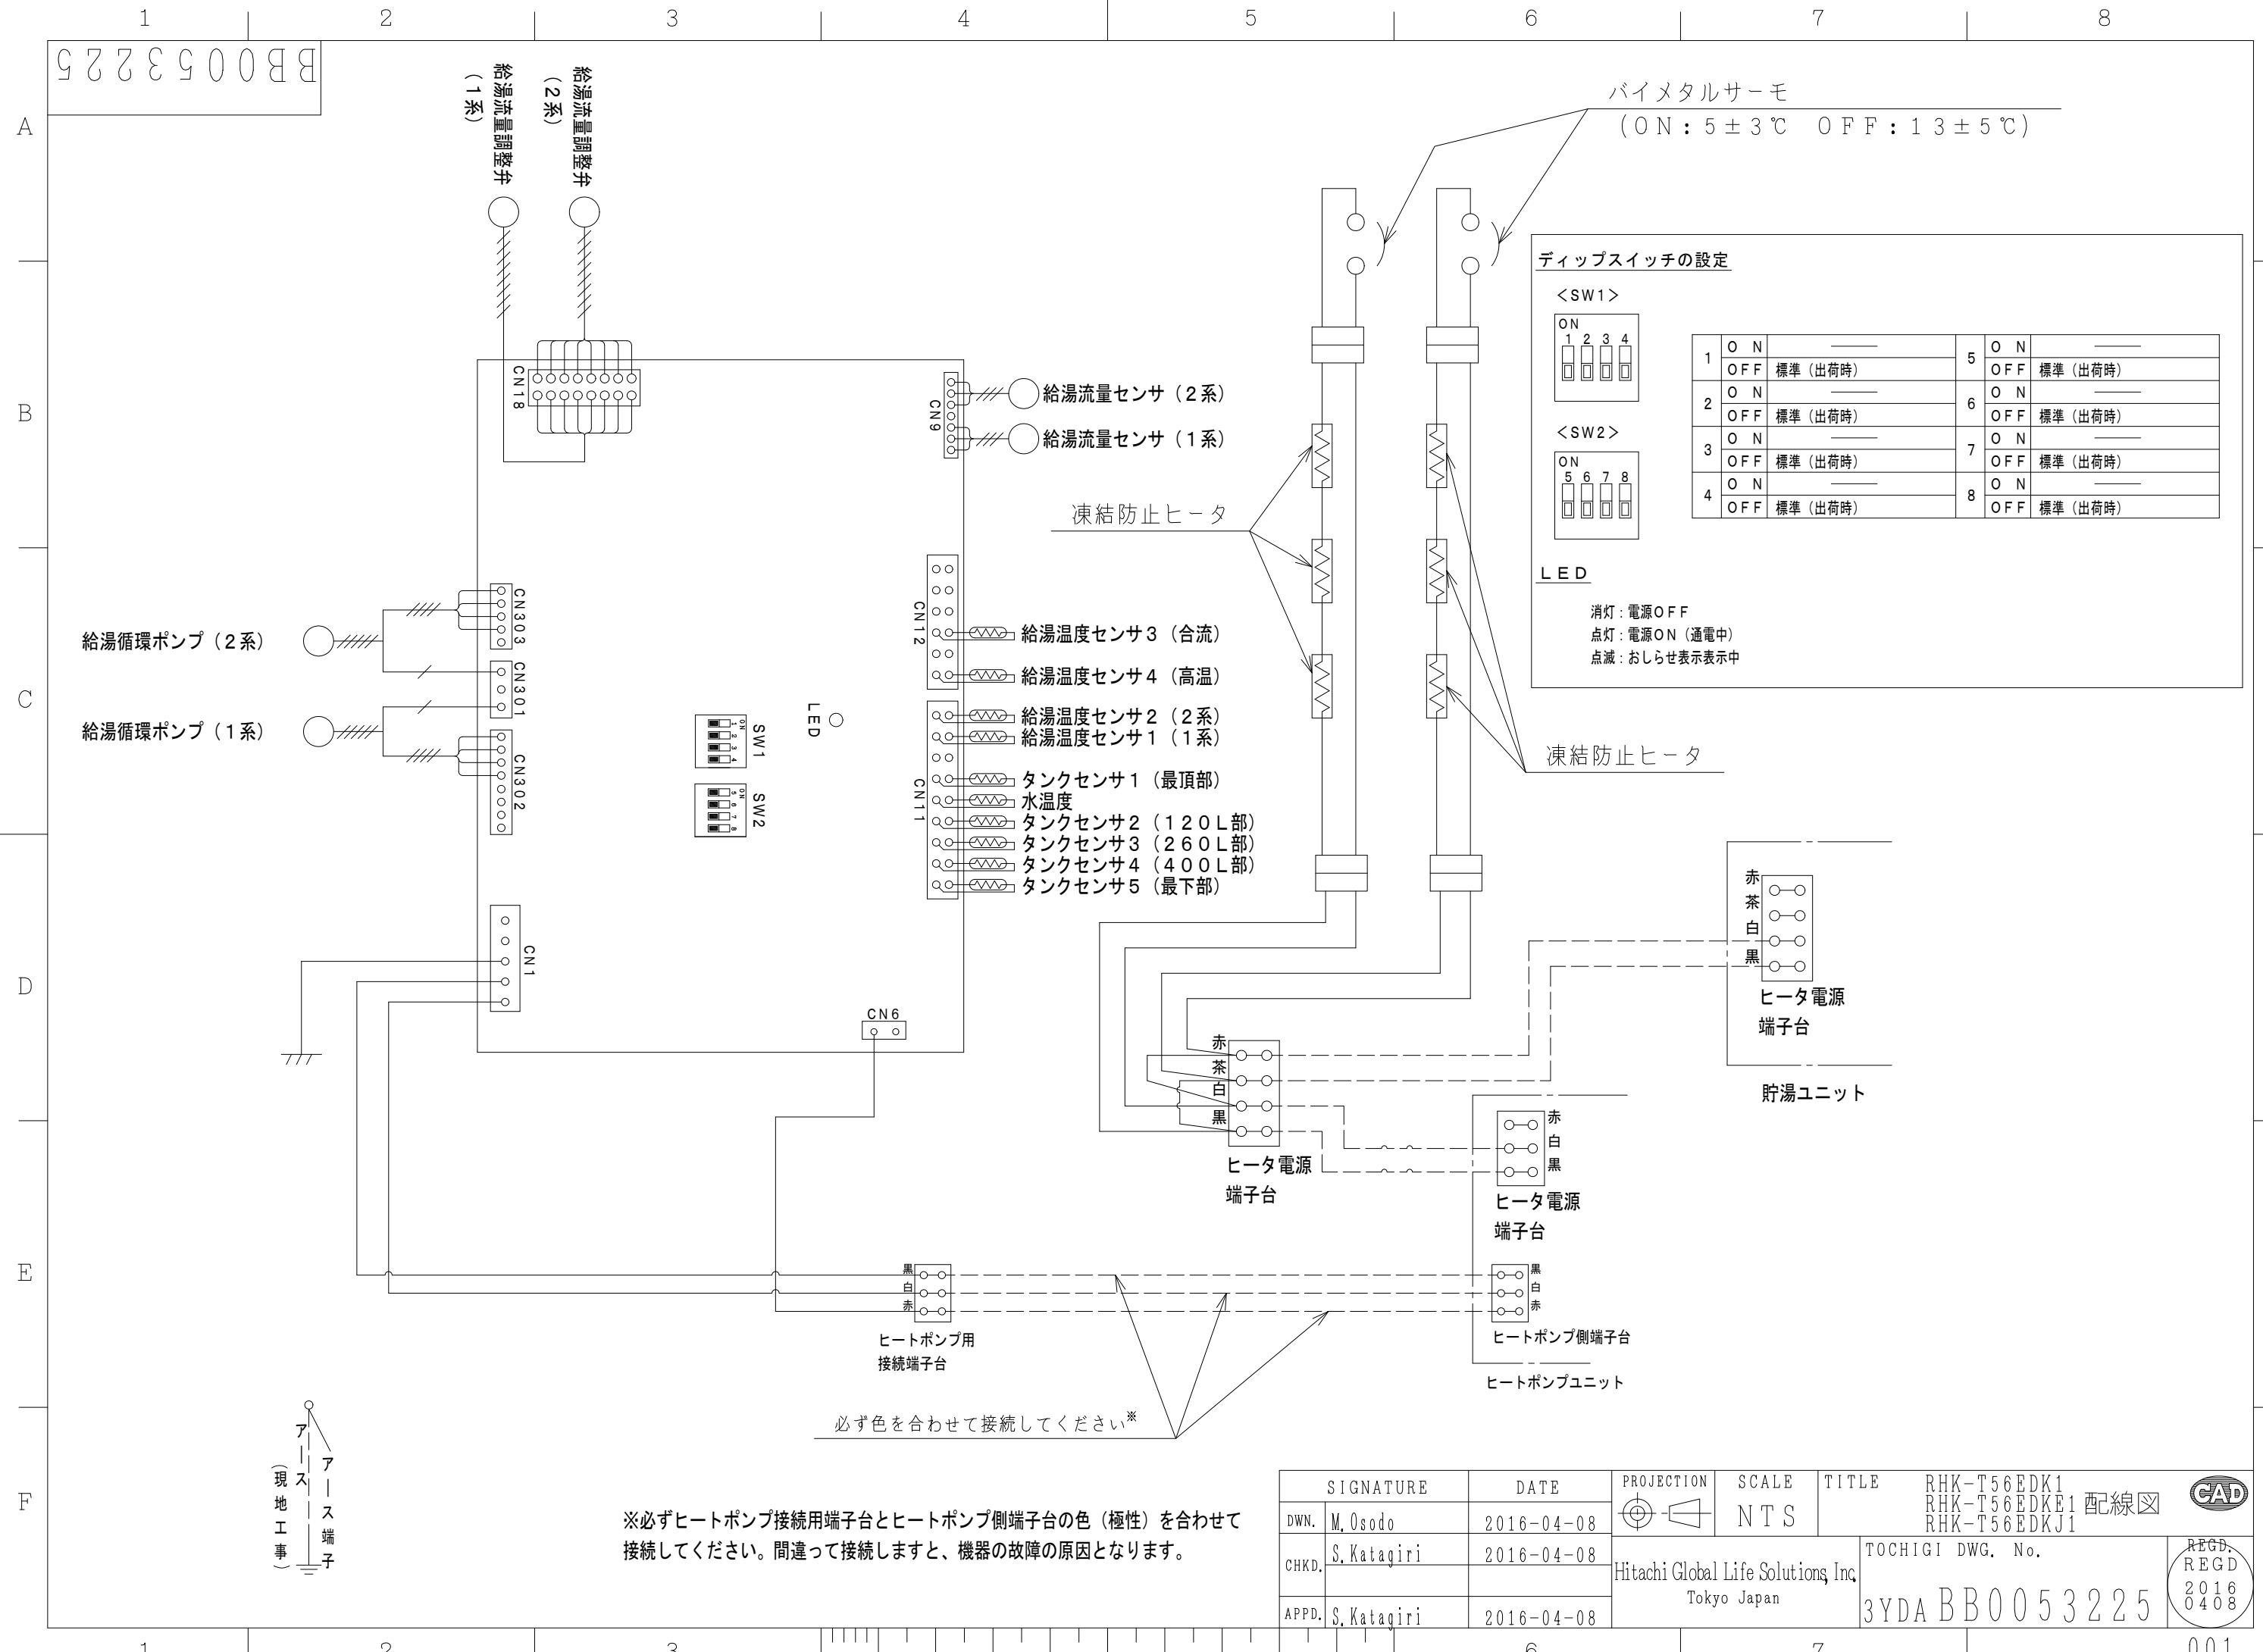 1 2 3 4 5 6 7 8
BB0053225
給湯流量調整弁
(1系)
給湯流量調整弁
(2系)
バイメタルサーモ
(ON:5±3℃ OFF:13±5℃)
A
B
C
D
E
F
CN18
CN9
給湯流量センサ(2系)
給湯流量センサ(1系)
凍結防止ヒータ
CN303
CN301
CN302
給湯循環ポンプ(2系)
給湯循環ポンプ(1系)
LED
SW1
ON
1
2
3
4
SW2
ON
5
6
7
8
CN12
給湯温度センサ3(合流)
給湯温度センサ4(高温)
CN11
給湯温度センサ2(2系)
給湯温度センサ1(1系)
タンクセンサ1(最頂部)
水温度
タンクセンサ2(120L部)
タンクセンサ3(260L部)
タンクセンサ4(400L部)
タンクセンサ5(最下部)
凍結防止ヒータ
CN1
CN6
ディップスイッチの設定
<SW1>
ON
1 2 3 4
<SW2>
ON
5 6 7 8
1 ON ―― 5 ON ――
OFF 標準(出荷時) OFF 標準(出荷時)
2 ON ―― 6 ON ――
OFF 標準(出荷時) OFF 標準(出荷時)
3 ON ―― 7 ON ――
OFF 標準(出荷時) OFF 標準(出荷時)
4 ON ―― 8 ON ――
OFF 標準(出荷時) OFF 標準(出荷時)
LED
消灯:電源OFF
点灯:電源ON(通電中)
点滅:おしらせ表示表示中
赤
茶
白
黒
ヒータ電源
端子台
貯湯ユニット
赤
茶
白
黒
ヒータ電源
端子台
赤
白
黒
ヒータ電源
端子台
黒
白
赤
ヒートポンプ用
接続端子台
黒
白
赤
ヒートポンプ側端子台
ヒートポンプユニット
必ず色を合わせて接続してください※
アース
(現地工事)
アース端子
※必ずヒートポンプ接続用端子台とヒートポンプ側端子台の色(極性)を合わせて
接続してください。間違って接続しますと、機器の故障の原因となります。
SIGNATURE DATE
DWN. M.Osodo 2016-04-08
CHKD. S.Katagiri 2016-04-08
APPD. S.Katagiri 2016-04-08
PROJECTION
SCALE
NTS
TITLE
RHK-T56EDK1
RHK-T56EDKE1 配線図
RHK-T56EDKJ1
CAD
Hitachi Global Life Solutions, Inc.
Tokyo Japan
TOCHIGI DWG. No.
3YDA BB0053225
REGD.
REGD
2016
0408
1 2 3 6 7
001